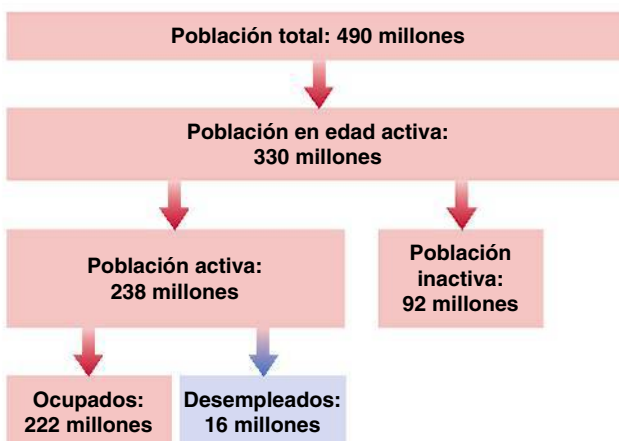 Población total: 490 millones
Población en edad activa:
330 millones
Población activa:
238 millones
Población
inactiva:
92 millones
Ocupados:
222 millones
Desempleados:
16 millones